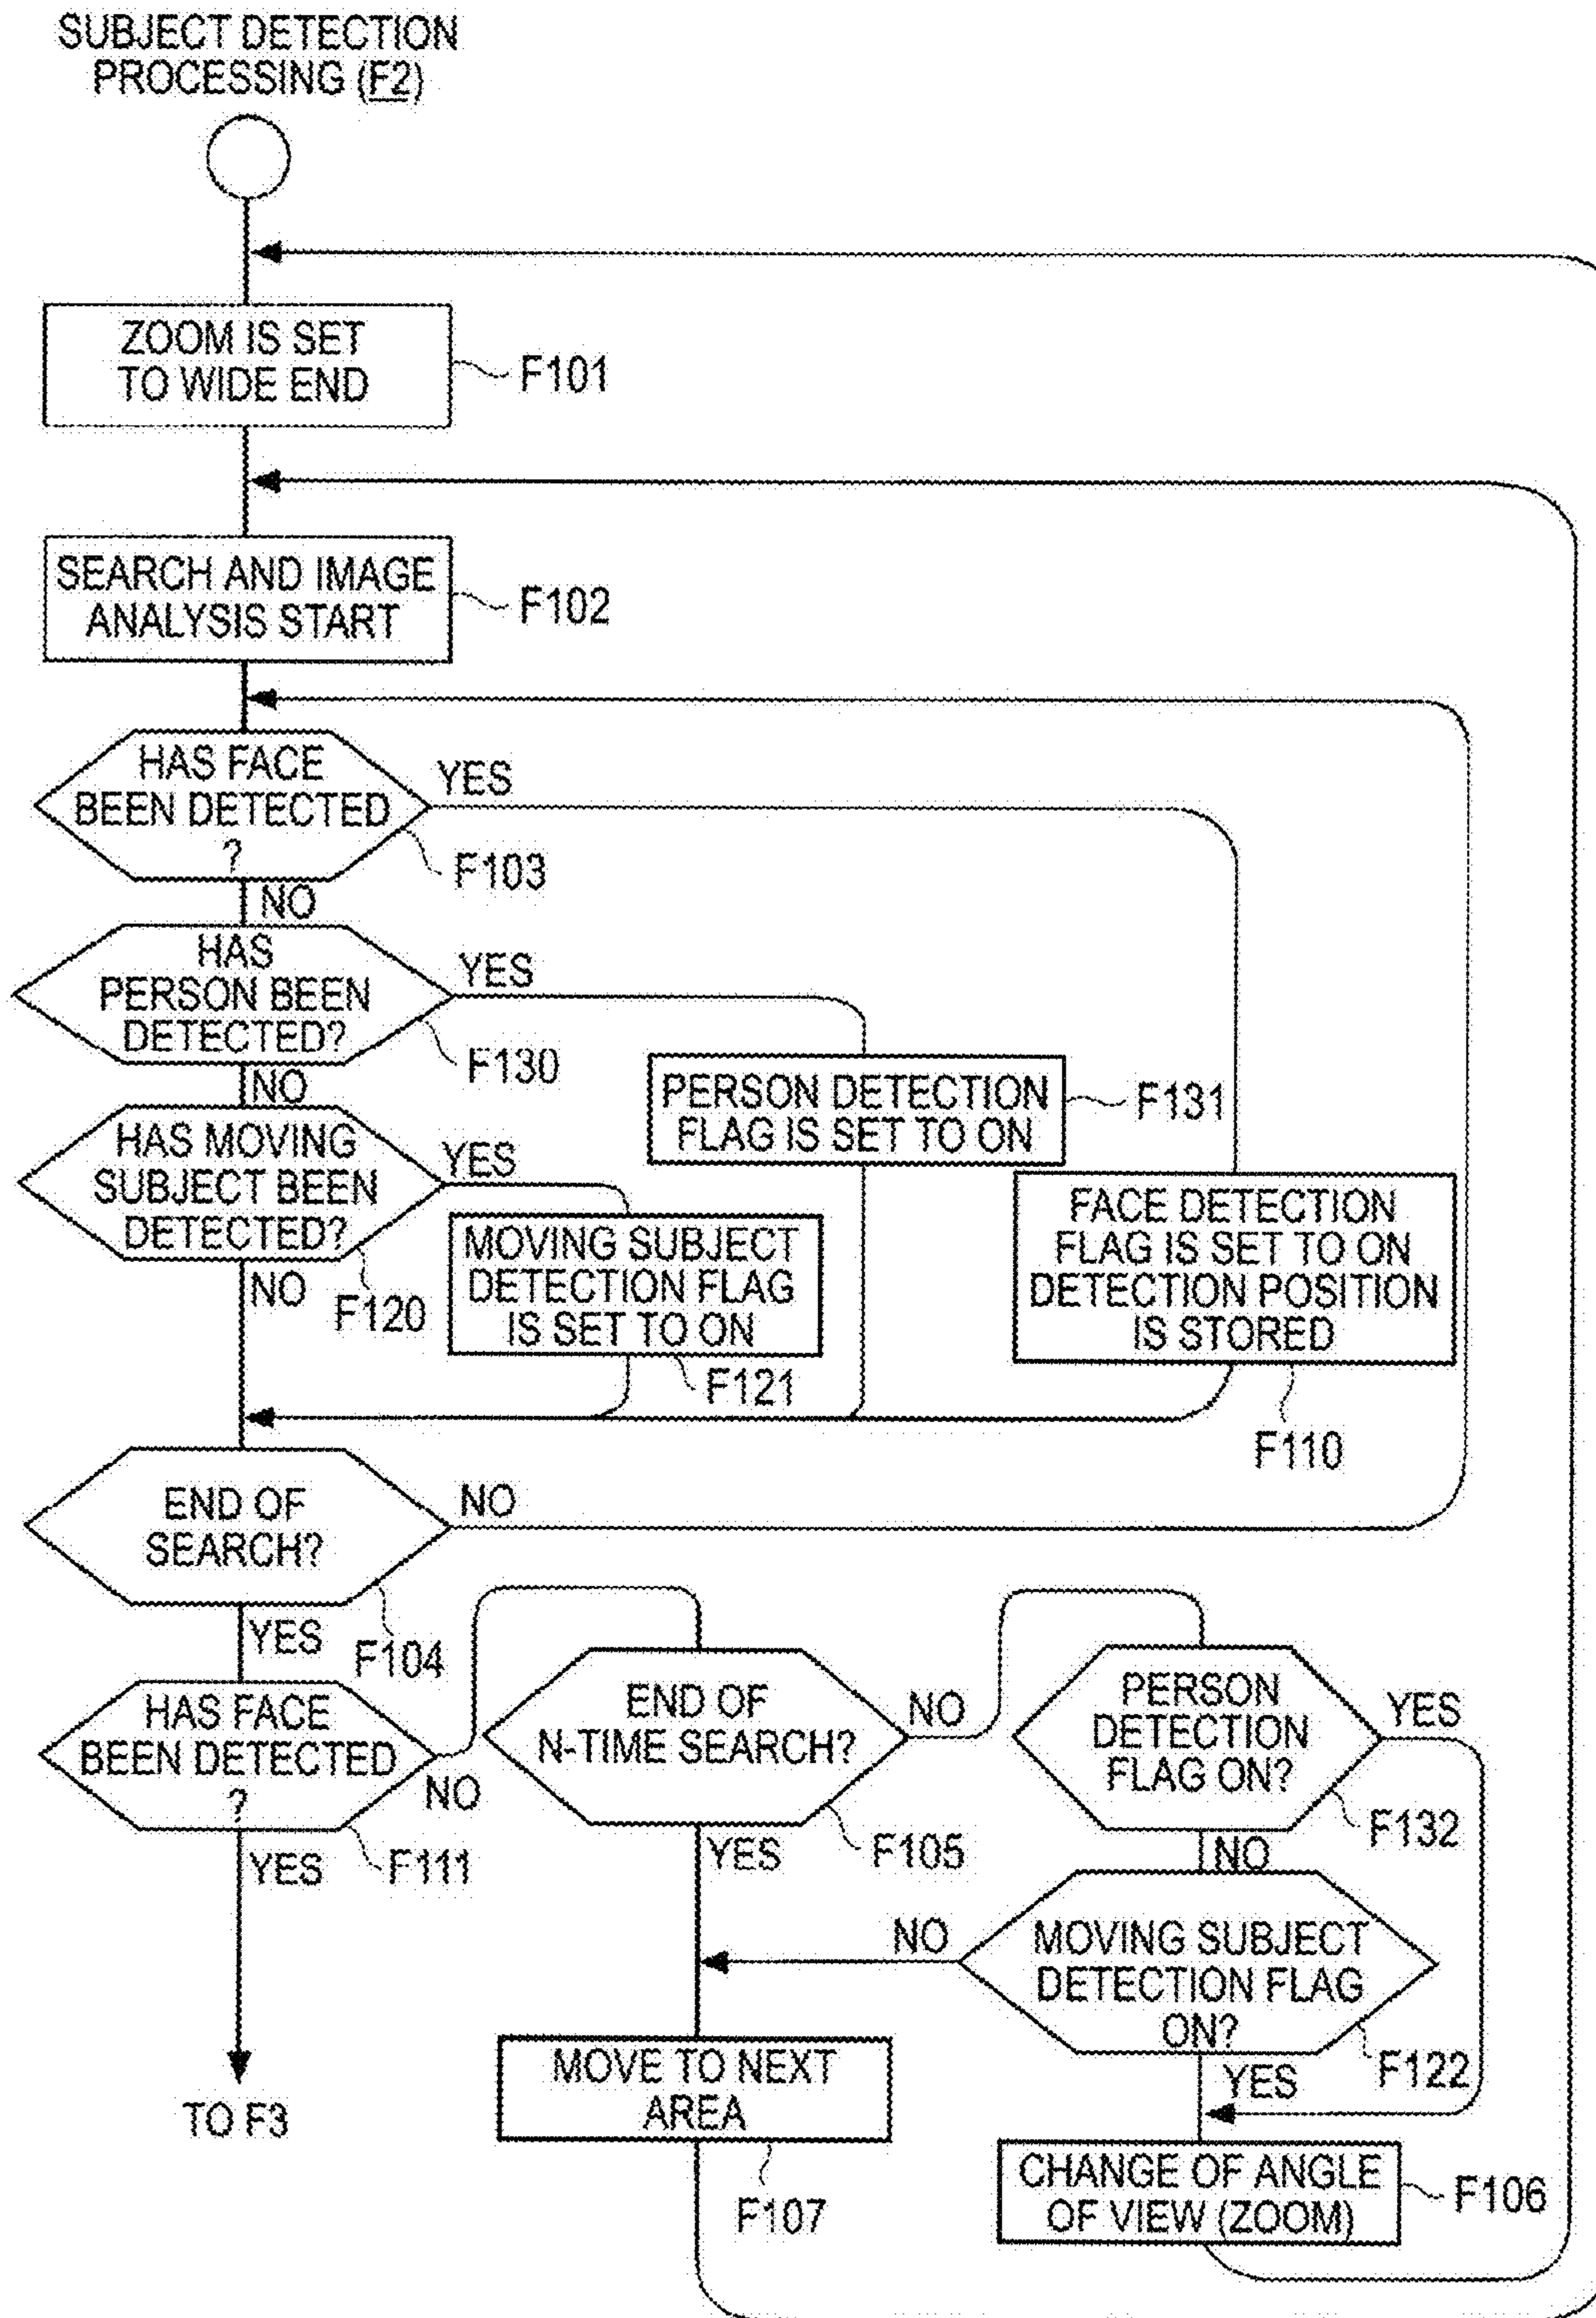 SUBJECT DETECTION
PROCESSING (F2)
ZOOM IS SET
TO WIDE END
F101
SEARCH AND IMAGE
ANALYSIS START
F102
HAS FACE
BEEN DETECTED
?
YES
F103
NO
HAS
PERSON BEEN
DETECTED?
YES
F130
NO
PERSON DETECTION
FLAG IS SET TO ON
F131
HAS MOVING
SUBJECT BEEN
DETECTED?
YES
F120
NO
MOVING SUBJECT
DETECTION FLAG
IS SET TO ON
F121
FACE DETECTION
FLAG IS SET TO ON
DETECTION POSITION
IS STORED
F110
END OF
SEARCH?
NO
F104
YES
HAS FACE
BEEN DETECTED
?
NO
F111
YES
TO F3
END OF
N-TIME SEARCH?
NO
F105
YES
PERSON
DETECTION
FLAG ON?
YES
F132
NO
MOVING SUBJECT
DETECTION FLAG
ON?
NO
F122
YES
MOVE TO NEXT
AREA
F107
CHANGE OF ANGLE
OF VIEW (ZOOM)
F106